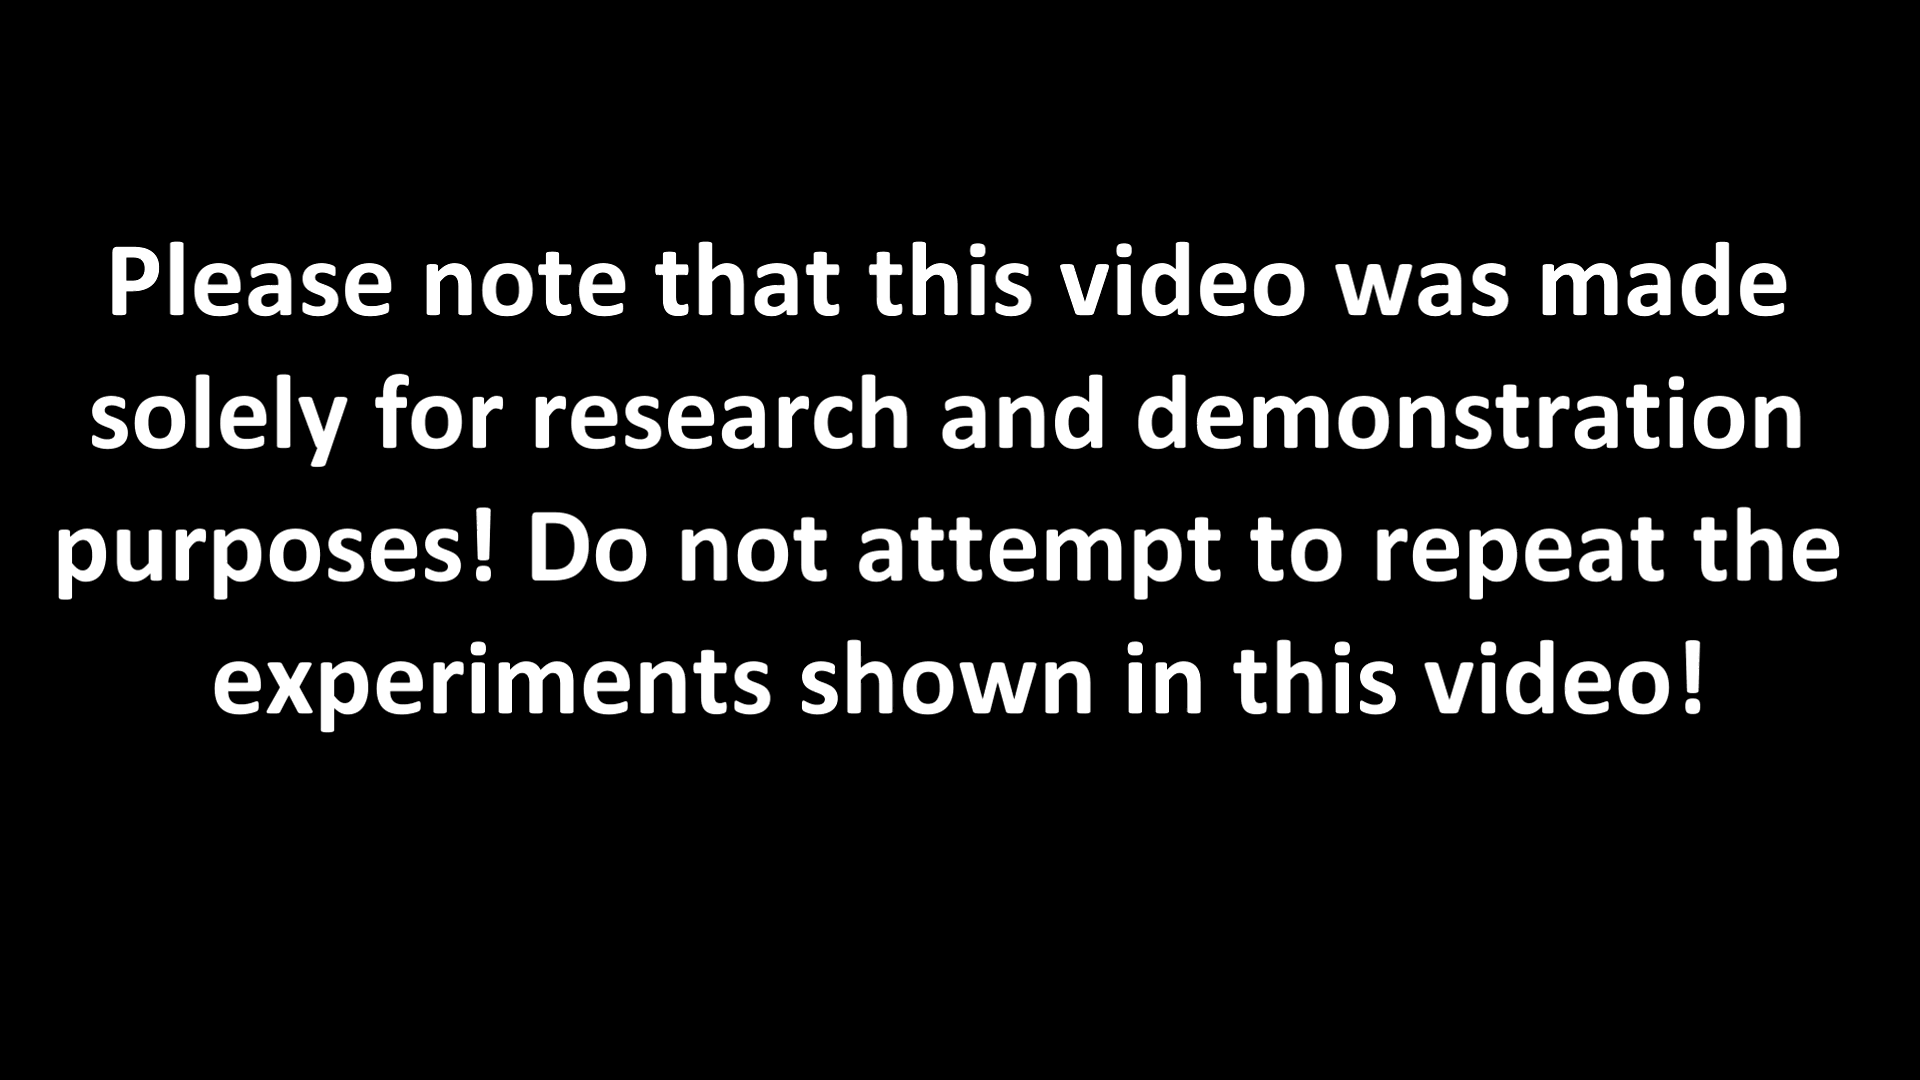 Please note that this video was made
solely for research and demonstration
purposes! Do not attempt to repeat the
experiments shown in this video!